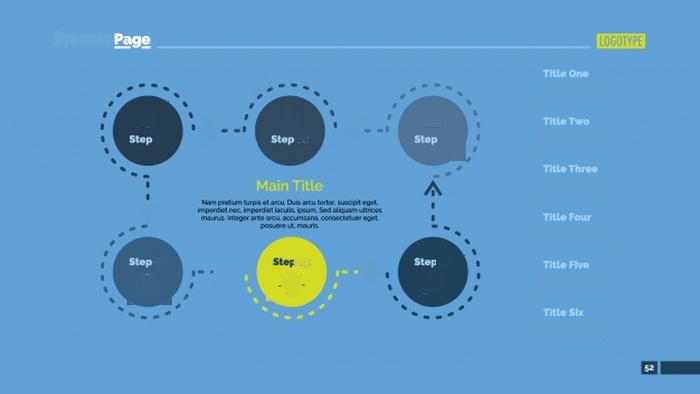 Page
LOGOTYPE
Title One
Title Two
Step
Step
Step
Title Three
Main Title
Nam pretium turpis et arcu. Duis arcu tortor, suscipit eget,
imperdiet nec, imperdiet iaculis, ipsum. Sed aliquam ultrices
mauris. Integer ante arcu, accumsana, consectetuer eget,
posuere ut, mauris.
Title Four
Step
Step
Step
Title Five
Title Six
52